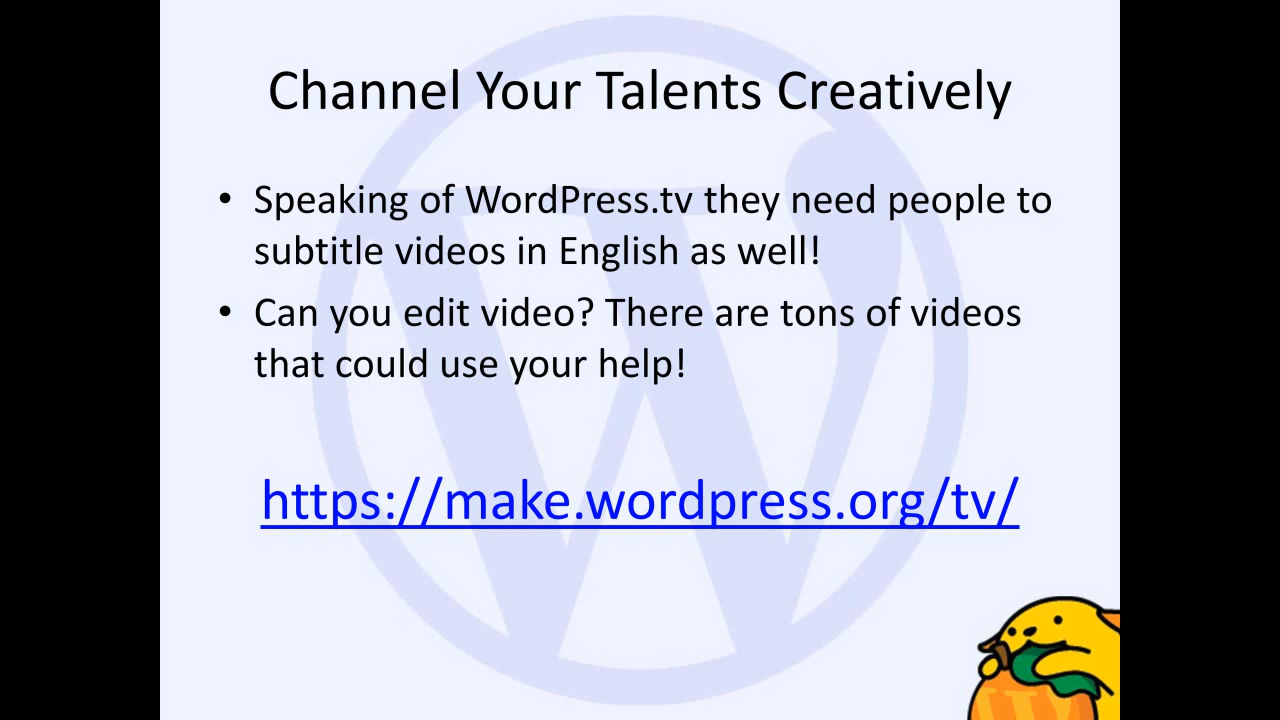 Channel Your Talents Creatively
• Speaking of WordPress.tv they need people to
subtitle videos in English as well!
• Can you edit video? There are tons of videos
that could use your help!
https://make.wordpress.org/tv/